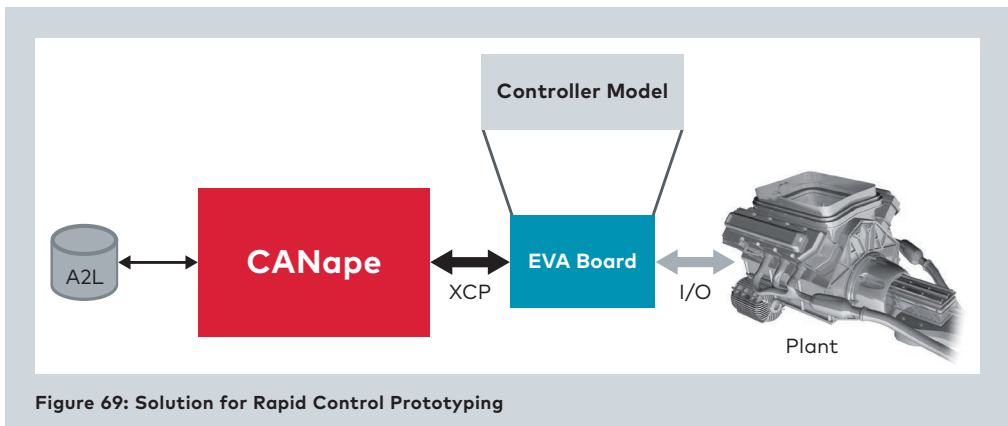 Controller Model
A2L
CANape
XCP
EVA Board
I/O
Plant
Figure 69: Solution for Rapid Control Prototyping